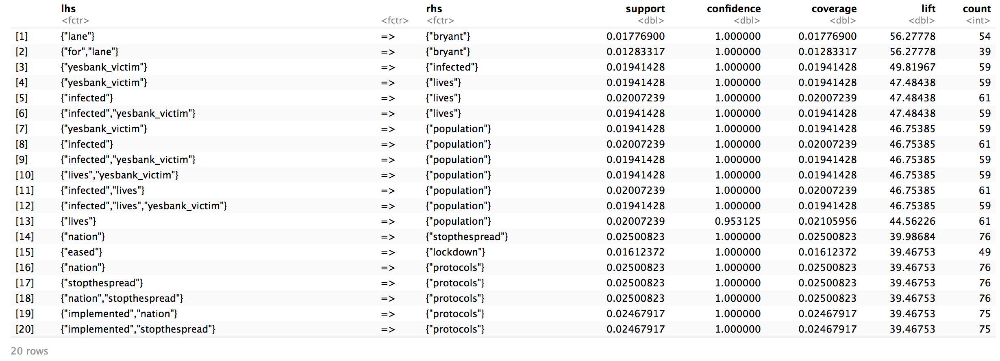 lhs rhs support confidence coverage lift count
<fctr> <fctr> <fctr> <dbl> <dbl> <dbl> <dbl> <int>
[1] {"lane"} => {"bryant"} 0.01776900 1.000000 0.01776900 56.27778 54
[2] {"for","lane"} => {"bryant"} 0.01283317 1.000000 0.01283317 56.27778 39
[3] {"yesbank_victim"} => {"infected"} 0.01941428 1.000000 0.01941428 49.81967 59
[4] {"yesbank_victim"} => {"lives"} 0.01941428 1.000000 0.01941428 47.48438 59
[5] {"infected"} => {"lives"} 0.02007239 1.000000 0.02007239 47.48438 61
[6] {"infected","yesbank_victim"} => {"lives"} 0.01941428 1.000000 0.01941428 47.48438 59
[7] {"yesbank_victim"} => {"population"} 0.01941428 1.000000 0.01941428 46.75385 59
[8] {"infected"} => {"population"} 0.02007239 1.000000 0.02007239 46.75385 61
[9] {"infected","yesbank_victim"} => {"population"} 0.01941428 1.000000 0.01941428 46.75385 59
[10] {"lives","yesbank_victim"} => {"population"} 0.01941428 1.000000 0.01941428 46.75385 59
[11] {"infected","lives"} => {"population"} 0.02007239 1.000000 0.02007239 46.75385 61
[12] {"infected","lives","yesbank_victim"} => {"population"} 0.01941428 1.000000 0.01941428 46.75385 59
[13] {"lives"} => {"population"} 0.02007239 0.953125 0.02105956 44.56226 61
[14] {"nation"} => {"stopthespread"} 0.02500823 1.000000 0.02500823 39.98684 76
[15] {"eased"} => {"lockdown"} 0.01612372 1.000000 0.01612372 39.46753 49
[16] {"nation"} => {"protocols"} 0.02500823 1.000000 0.02500823 39.46753 76
[17] {"stopthespread"} => {"protocols"} 0.02500823 1.000000 0.02500823 39.46753 76
[18] {"nation","stopthespread"} => {"protocols"} 0.02500823 1.000000 0.02500823 39.46753 76
[19] {"implemented","nation"} => {"protocols"} 0.02467917 1.000000 0.02467917 39.46753 75
[20] {"implemented","stopthespread"} => {"protocols"} 0.02467917 1.000000 0.02467917 39.46753 75
20 rows